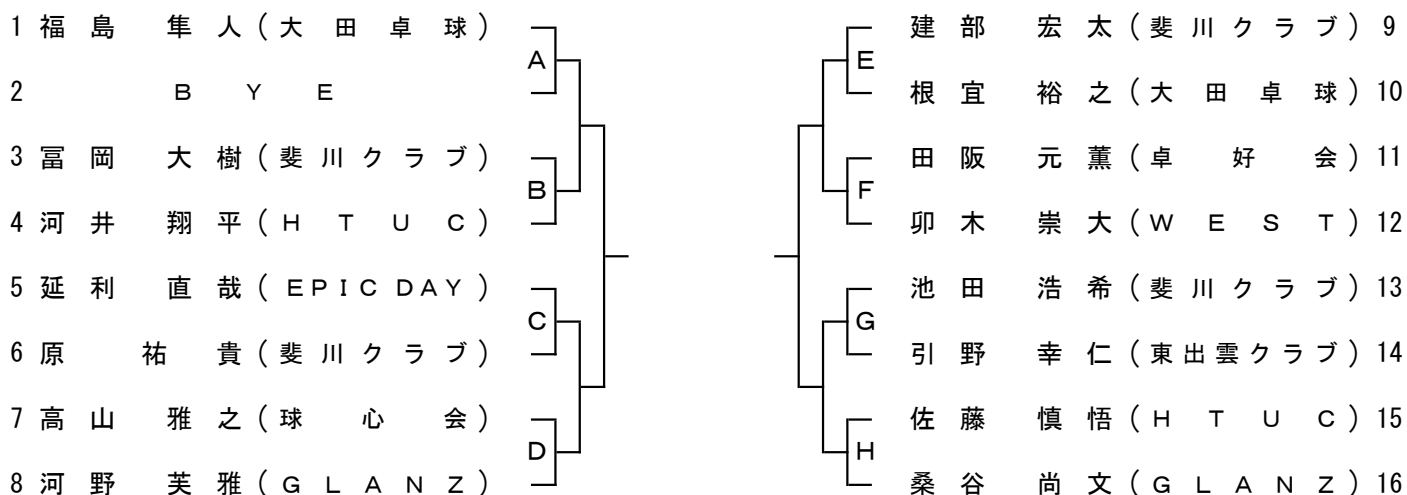 1 福島 隼人(大田卓球)
A
2 BYE
3 冨岡 大樹(斐川クラブ)
B
4 河井 翔平(HTUC)
5 延利 直哉(EPIC DAY)
C
6 原 祐貴(斐川クラブ)
7 高山 雅之(球心会)
D
8 河野 芙雅(GLANZ)
建部 宏太(斐川クラブ) 9
E
根宜 裕之(大田卓球) 10
田阪 元薫(卓好会) 11
F
卯木 崇大(WEST) 12
池田 浩希(斐川クラブ) 13
G
引野 幸仁(東出雲クラブ) 14
佐藤 慎悟(HTUC) 15
H
桑谷 尚文(GLANZ) 16